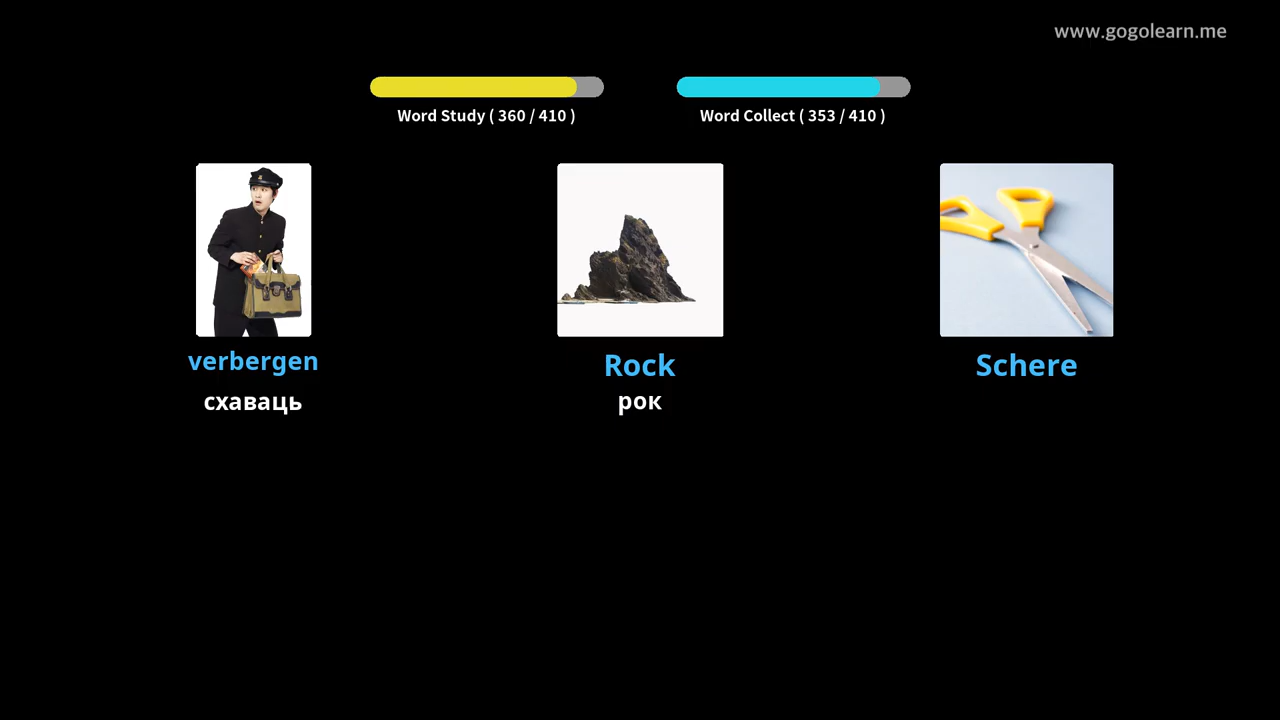 www.gogolearn.me
Word Study ( 360 / 410 )
Word Collect ( 353 / 410 )
verbergen
схаваць
Rock
рок
Schere